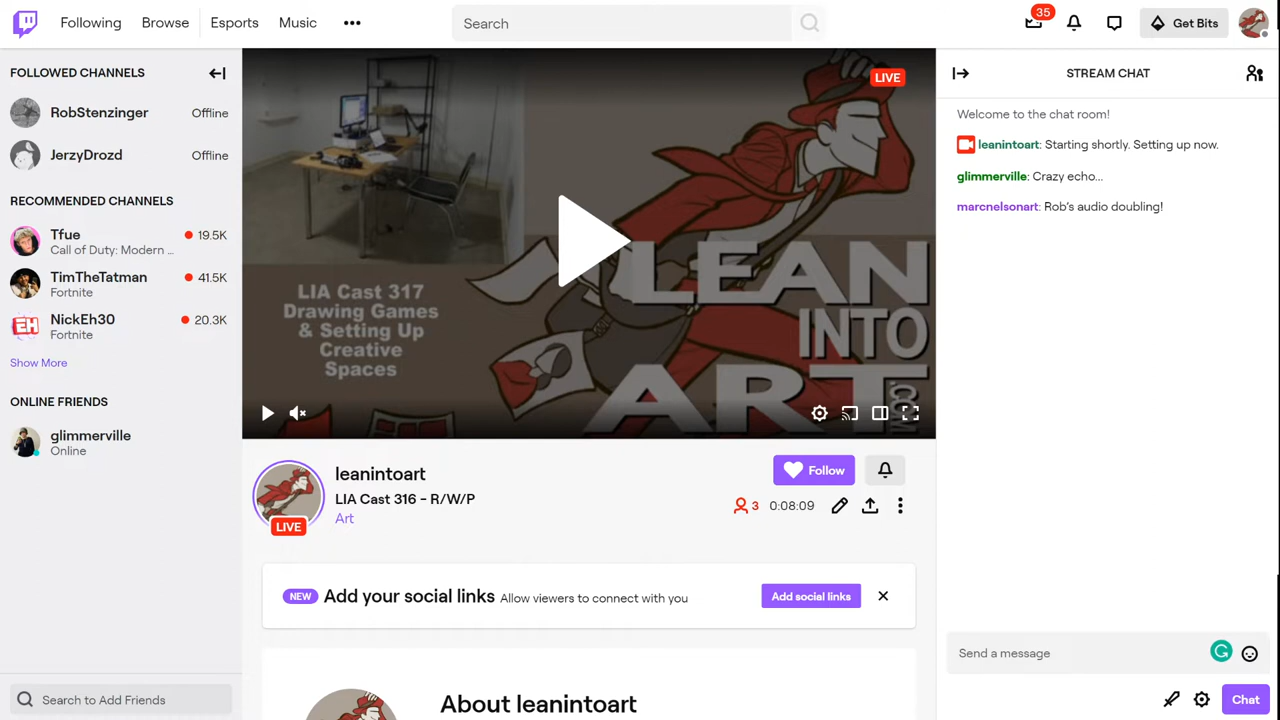 Following
Browse
Esports
Music
Search
35
Get Bits
FOLLOWED CHANNELS
RobStenzinger
Offline
JerzyDrozd
Offline
RECOMMENDED CHANNELS
Tfue
19.5K
Call of Duty: Modern ...
TimTheTatman
41.5K
Fortnite
NickEh30
20.3K
Fortnite
Show More
ONLINE FRIENDS
glimmerville
Online
Search to Add Friends
LIVE
LIA Cast 317
Drawing Games
& Setting Up
Creative
Spaces
LEAN
INTO
ART
.COM
leanintoart
LIA Cast 316 - R/W/P
Art
LIVE
Follow
3
0:08:09
NEW
Add your social links
Allow viewers to connect with you
Add social links
About leanintoart
STREAM CHAT
Welcome to the chat room!
leanintoart: Starting shortly. Setting up now.
glimmerville: Crazy echo...
marcnelsonart: Rob's audio doubling!
Send a message
Chat